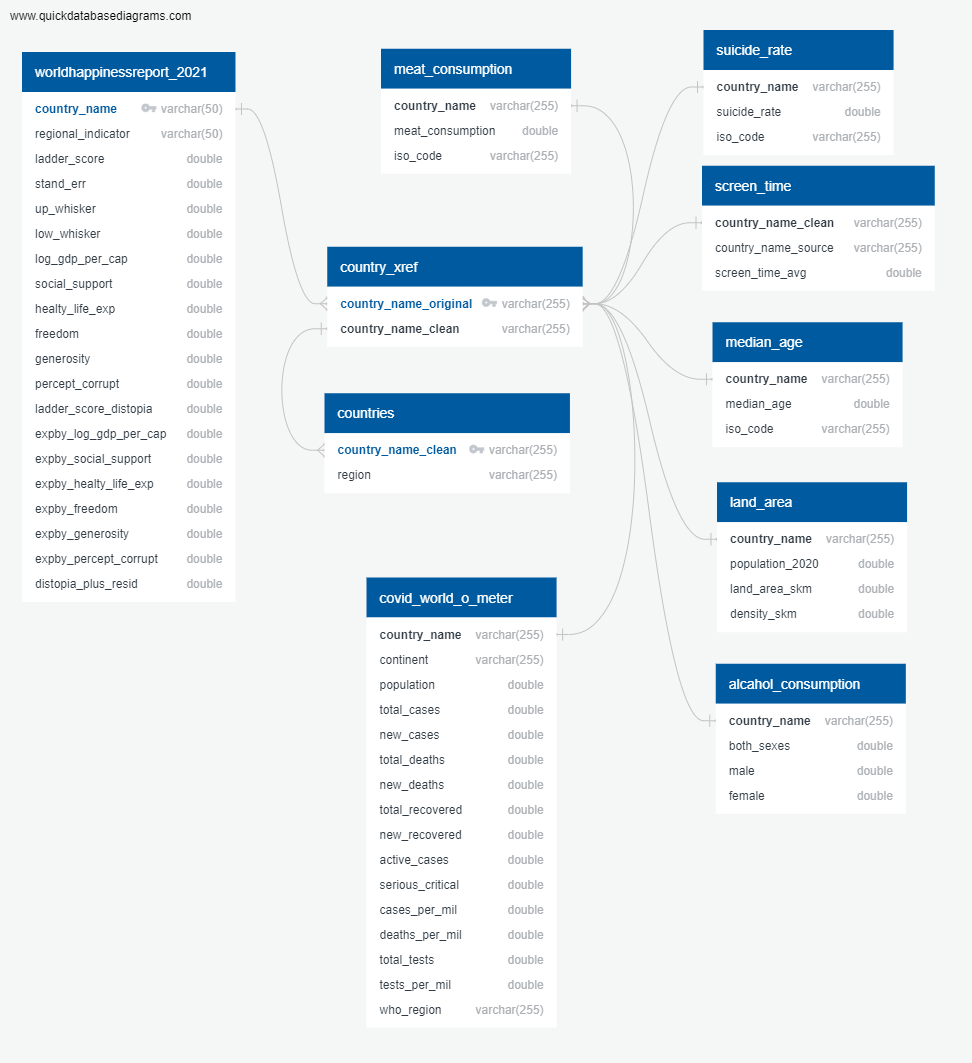 www.quickdatabasediagrams.com
worldhappinessreport_2021
country_name varchar(50)
regional_indicator varchar(50)
ladder_score double
stand_err double
up_whisker double
low_whisker double
log_gdp_per_cap double
social_support double
healty_life_exp double
freedom double
generosity double
percept_corrupt double
ladder_score_distopia double
expby_log_gdp_per_cap double
expby_social_support double
expby_healty_life_exp double
expby_freedom double
expby_generosity double
expby_percept_corrupt double
distopia_plus_resid double
meat_consumption
country_name varchar(255)
meat_consumption double
iso_code varchar(255)
country_xref
country_name_original varchar(255)
country_name_clean varchar(255)
countries
country_name_clean varchar(255)
region varchar(255)
covid_world_o_meter
country_name varchar(255)
continent varchar(255)
population double
total_cases double
new_cases double
total_deaths double
new_deaths double
total_recovered double
new_recovered double
active_cases double
serious_critical double
cases_per_mil double
deaths_per_mil double
total_tests double
tests_per_mil double
who_region varchar(255)
suicide_rate
country_name varchar(255)
suicide_rate double
iso_code varchar(255)
screen_time
country_name_clean varchar(255)
country_name_source varchar(255)
screen_time_avg double
median_age
country_name varchar(255)
median_age double
iso_code varchar(255)
land_area
country_name varchar(255)
population_2020 double
land_area_skm double
density_skm double
alcahol_consumption
country_name varchar(255)
both_sexes double
male double
female double